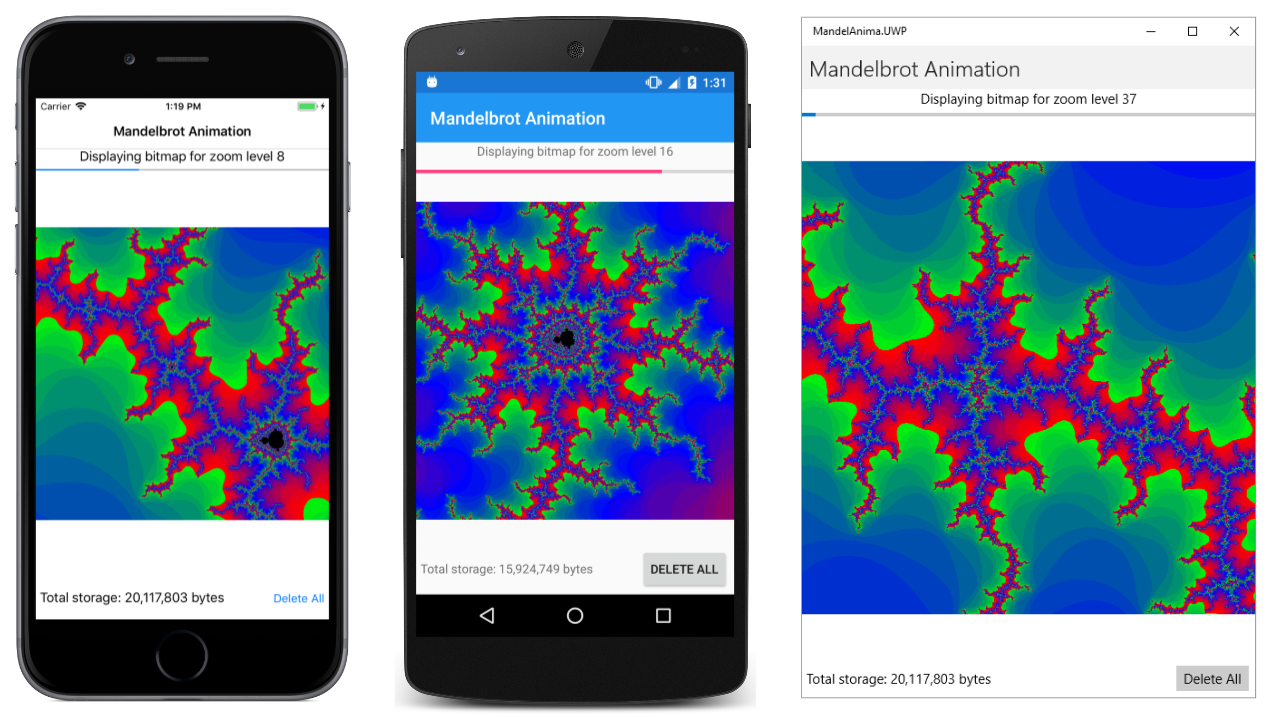 Carrier 1:19 PM
Mandelbrot Animation
Displaying bitmap for zoom level 8
Total storage: 20,117,803 bytes Delete All
1:31
Mandelbrot Animation
Displaying bitmap for zoom level 16
Total storage: 15,924,749 bytes DELETE ALL
MandelAnima.UWP
Mandelbrot Animation
Displaying bitmap for zoom level 37
Total storage: 20,117,803 bytes Delete All